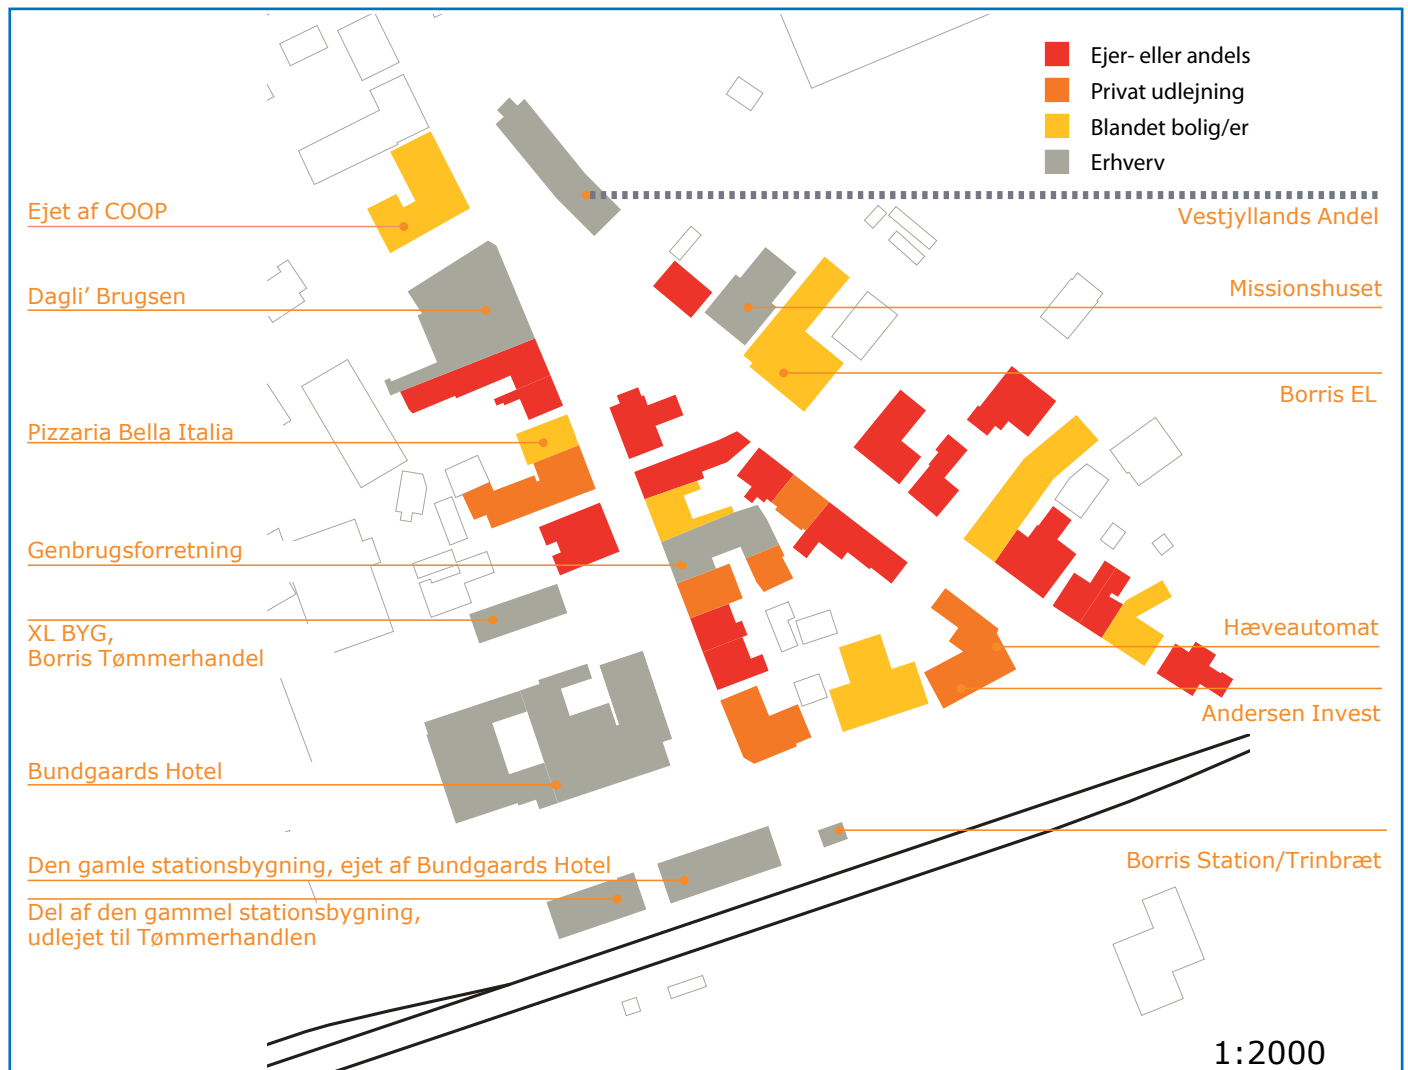 Ejer- eller andels
Privat udlejning
Blandet bolig/er
Erhverv
Ejet af COOP
Dagli’ Brugsen
Pizzaria Bella Italia
Genbrugsforretning
XL BYG,
Borris Tømmerhandel
Bundgaards Hotel
Den gamle stationsbygning, ejet af Bundgaards Hotel
Del af den gammel stationsbygning,
udlejet til Tømmerhandlen
Vestjyllands Andel
Missionshuset
Borris EL
Hæveautomat
Andersen Invest
Borris Station/Trinbræt
1:2000